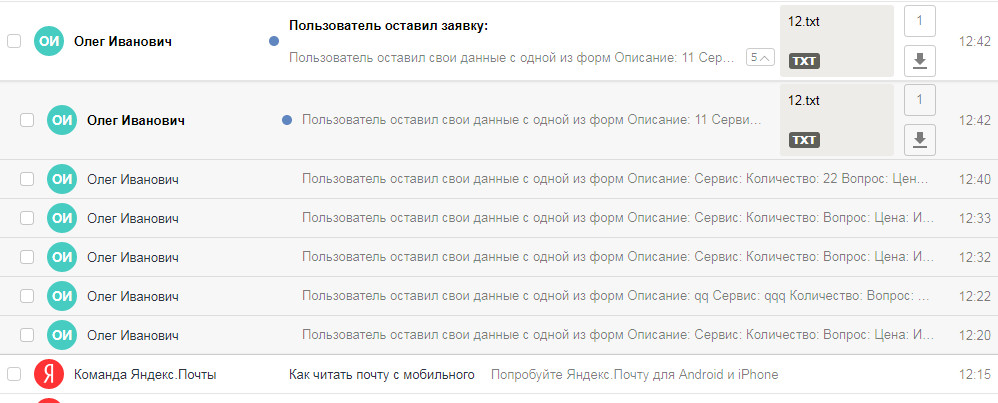 Пользователь оставил заявку:
12.txt
1
ОИ Олег Иванович
12:42
Пользователь оставил свои данные с одной из форм Описание: 11 Сер...
5
TXT
12.txt
1
ОИ Олег Иванович
Пользователь оставил свои данные с одной из форм Описание: 11 Серви...
12:42
TXT
ОИ Олег Иванович Пользователь оставил свои данные с одной из форм Описание: Сервис: Количество: 22 Вопрос: Цен... 12:40
ОИ Олег Иванович Пользователь оставил свои данные с одной из форм Описание: Сервис: Количество: Вопрос: Цена: И... 12:33
ОИ Олег Иванович Пользователь оставил свои данные с одной из форм Описание: Сервис: Количество: Вопрос: Цена: И... 12:32
ОИ Олег Иванович Пользователь оставил свои данные с одной из форм Описание: qq Сервис: qqq Количество: Вопрос: ... 12:22
ОИ Олег Иванович Пользователь оставил свои данные с одной из форм Описание: Сервис: Количество: Вопрос: Цена: И... 12:20
Я Команда Яндекс.Почты Как читать почту с мобильного Попробуйте Яндекс.Почту для Android и iPhone 12:15